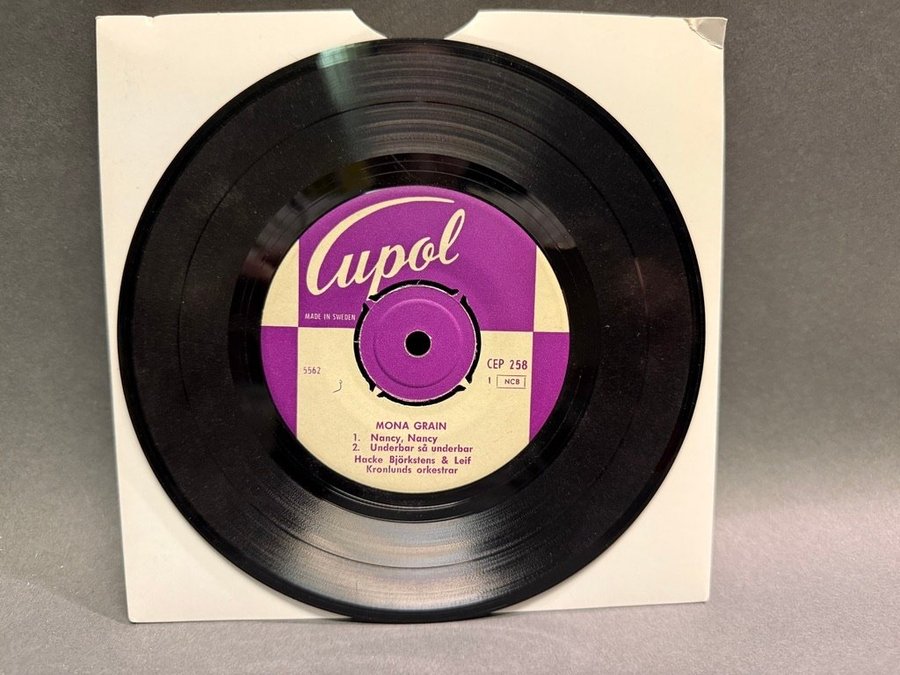 Cupol
MADE IN SWEDEN
5562
CEP 258
1 NCB
3
MONA GRAIN
1. Nancy, Nancy
2. Underbar så underbar
Hacke Björkstens & Leif
Kronlunds orkestrar